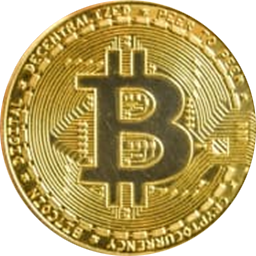 DIGITAL ★ DECENTRALIZED ★ PEER TO PEER ★ CRYPTOCURRENCY ★ BITCOIN ★
₿